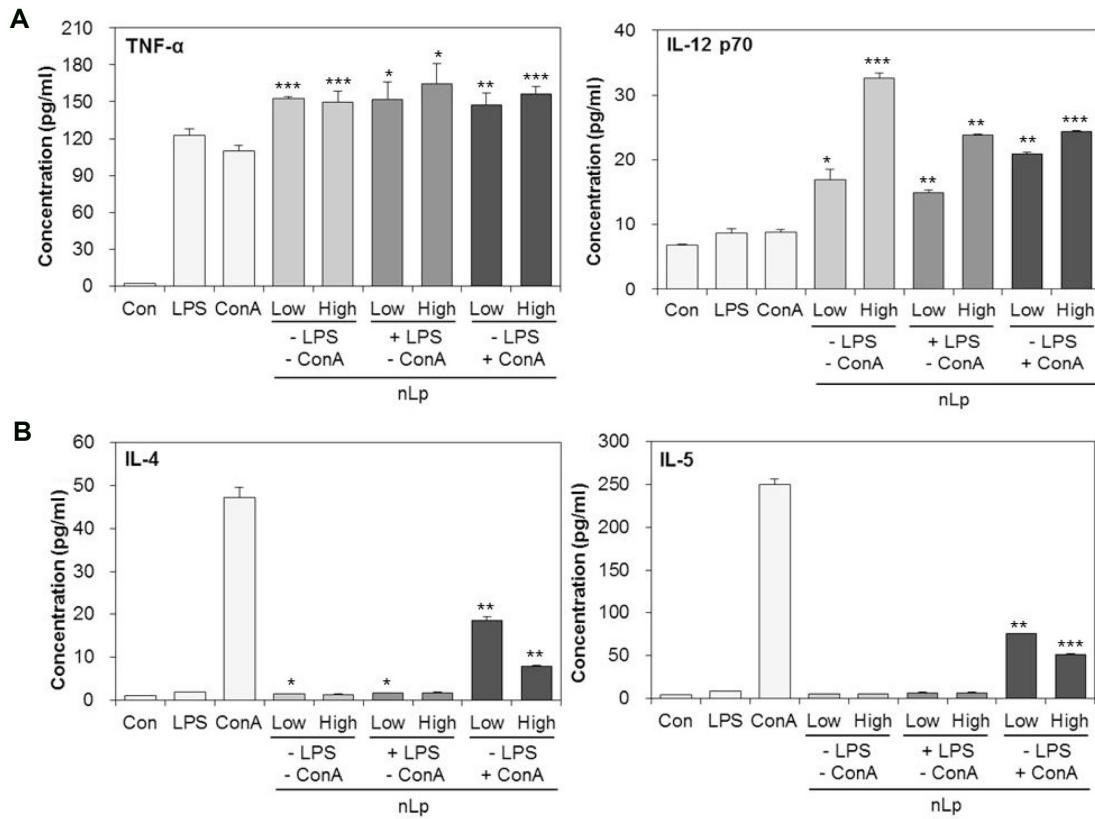 A
TNF-α
Concentration (pg/ml)
210
180
150
120
90
60
30
0
*** *** * * ** ***
Con LPS ConA Low High Low High Low High
- LPS + LPS - LPS
- ConA - ConA + ConA
nLp
IL-12 p70
Concentration (pg/ml)
40
30
20
10
0
* *** ** ** ** ***
Con LPS ConA Low High Low High Low High
- LPS + LPS - LPS
- ConA - ConA + ConA
nLp
B
IL-4
Concentration (pg/ml)
60
50
40
30
20
10
0
* * ** **
Con LPS ConA Low High Low High Low High
- LPS + LPS - LPS
- ConA - ConA + ConA
nLp
IL-5
Concentration (pg/ml)
300
250
200
150
100
50
0
** ***
Con LPS ConA Low High Low High Low High
- LPS + LPS - LPS
- ConA - ConA + ConA
nLp